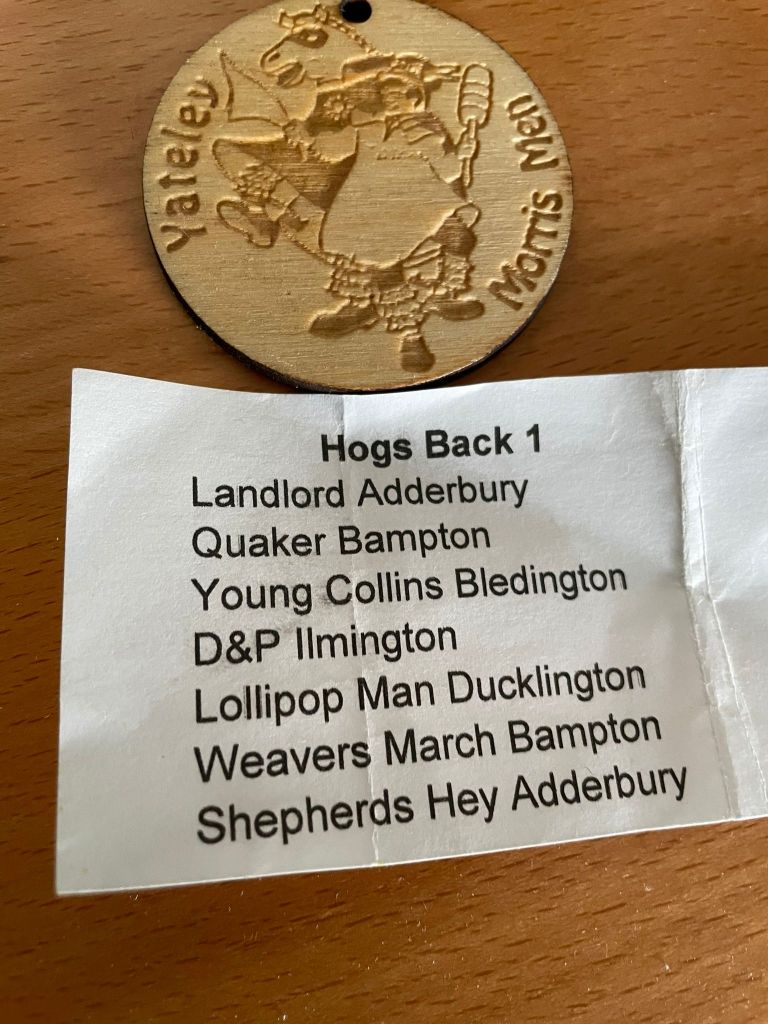 Yateley
Morris Men
Hogs Back 1
Landlord Adderbury
Quaker Bampton
Young Collins Bledington
D&P Ilmington
Lollipop Man Ducklington
Weavers March Bampton
Shepherds Hey Adderbury